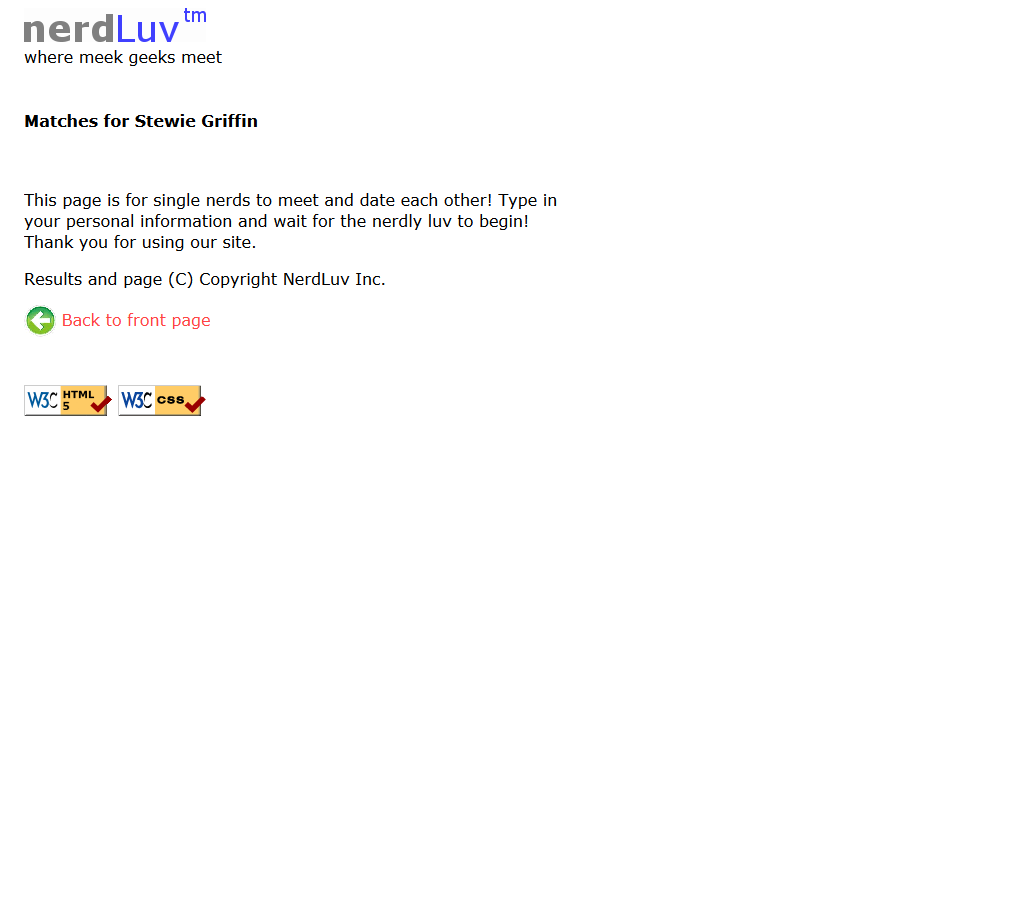 nerdLuv™
where meek geeks meet
Matches for Stewie Griffin
This page is for single nerds to meet and date each other! Type in
your personal information and wait for the nerdly luv to begin!
Thank you for using our site.
Results and page (C) Copyright NerdLuv Inc.
Back to front page
W3C HTML 5 W3C CSS